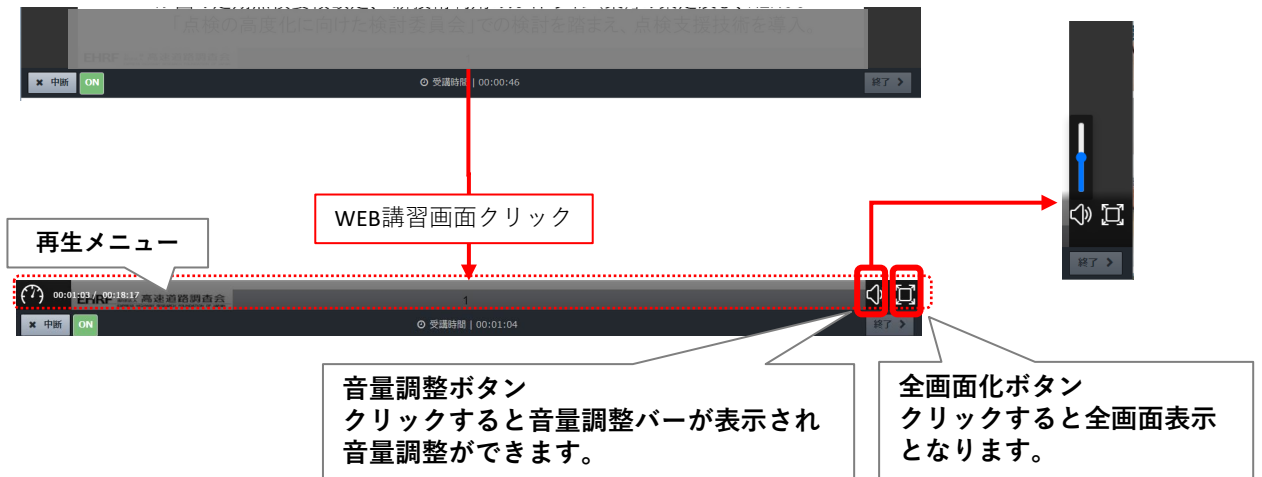 「点検の高度化に向けた検討委員会」での検討を踏まえ、点検支援技術を導入。
✖ 中断 ON 受講時間 | 00:00:46 終了 >
WEB講習画面クリック
再生メニュー
00:01:03 / 00:18:17 高速道路調査会 1
✖ 中断 ON 受講時間 | 00:01:04 終了 >
終了 >
音量調整ボタン
クリックすると音量調整バーが表示され
音量調整ができます。
全画面化ボタン
クリックすると全画面表示
となります。